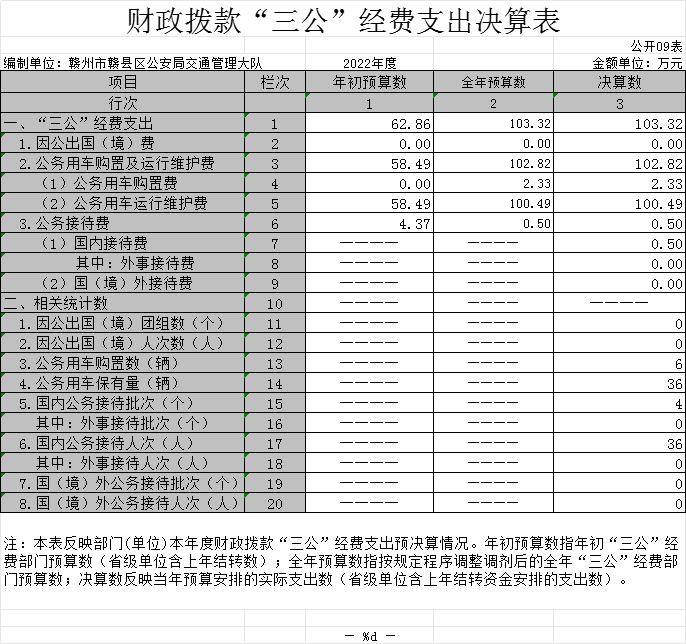 财政拨款“三公”经费支出决算表
公开09表
编制单位：赣州市赣县区公安局交通管理大队 2022年度 金额单位：万元
项目 栏次 年初预算数 全年预算数 决算数
行次 1 2 3
一、“三公”经费支出 1 62.86 103.32 103.32
1.因公出国（境）费 2 0.00 0.00 0.00
2.公务用车购置及运行维护费 3 58.49 102.82 102.82
（1）公务用车购置费 4 0.00 2.33 2.33
（2）公务用车运行维护费 5 58.49 100.49 100.49
3.公务接待费 6 4.37 0.50 0.50
（1）国内接待费 7 ———— ———— 0.50
其中：外事接待费 8 ———— ———— 0.00
（2）国（境）外接待费 9 ———— ———— 0.00
二、相关统计数 10 ———— ———— ————
1.因公出国（境）团组数（个） 11 ———— ———— 0
2.因公出国（境）人次数（人） 12 ———— ———— 0
3.公务用车购置数（辆） 13 ———— ———— 6
4.公务用车保有量（辆） 14 ———— ———— 36
5.国内公务接待批次（个） 15 ———— ———— 4
其中：外事接待批次（个） 16 ———— ———— 0
6.国内公务接待人次（人） 17 ———— ———— 36
其中：外事接待人次（人） 18 ———— ———— 0
7.国（境）外公务接待批次（个） 19 ———— ———— 0
8.国（境）外公务接待人次（人） 20 ———— ———— 0
注：本表反映部门(单位)本年度财政拨款“三公”经费支出预决算情况。年初预算数指年初“三公”经
费部门预算数（省级单位含上年结转数）；全年预算数指按规定程序调整调剂后的全年“三公”经费部
门预算数；决算数反映当年预算安排的实际支出数（省级单位含上年结转资金安排的支出数）。
— %d —